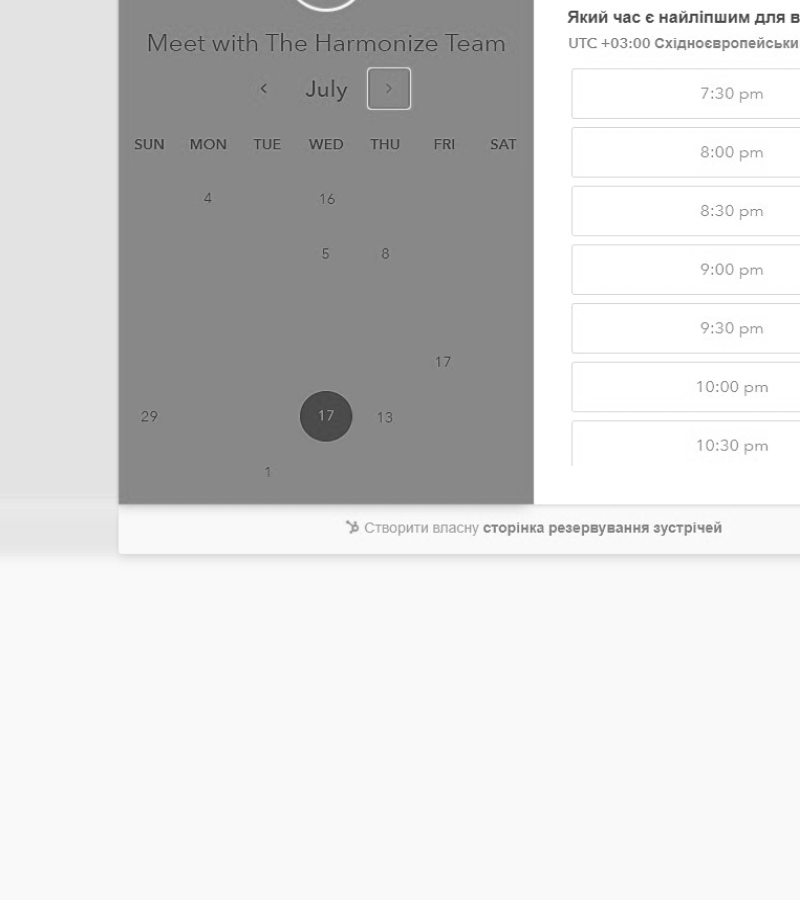 Meet with The Harmonize Team
July
SUN MON TUE WED THU FRI SAT
4 16
5 8
17
29 17 13
1
Який час є найліпшим для
UTC +03:00
7:30 pm
8:00 pm
8:30 pm
9:00 pm
9:30 pm
10:00 pm
10:30 pm
Створити власну сторінка резервування зустрічей